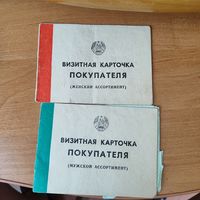 ВИЗИТНАЯ КАРТОЧКА
ПОКУПАТЕЛЯ
(ЖЕНСКИЙ АССОРТИМЕНТ)
ВИЗИТНАЯ КАРТОЧКА
ПОКУПАТЕЛЯ
(МУЖСКОЙ АССОРТИМЕНТ)